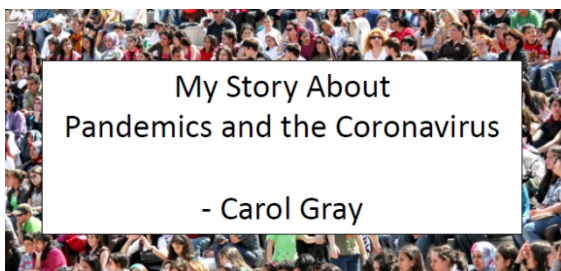 My Story About
Pandemics and the Coronavirus
- Carol Gray